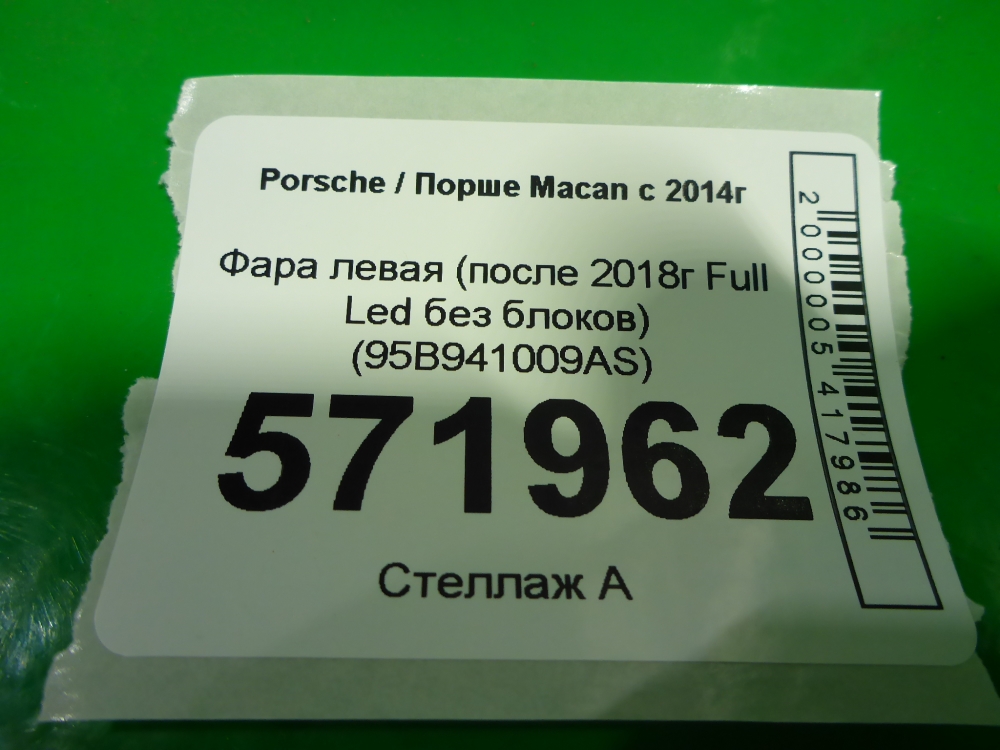 Porsche / Порше Macan с 2014г
Фара левая (после 2018г Full
Led без блоков)
(95B941009AS)
571962
Стеллаж А
2000005417986